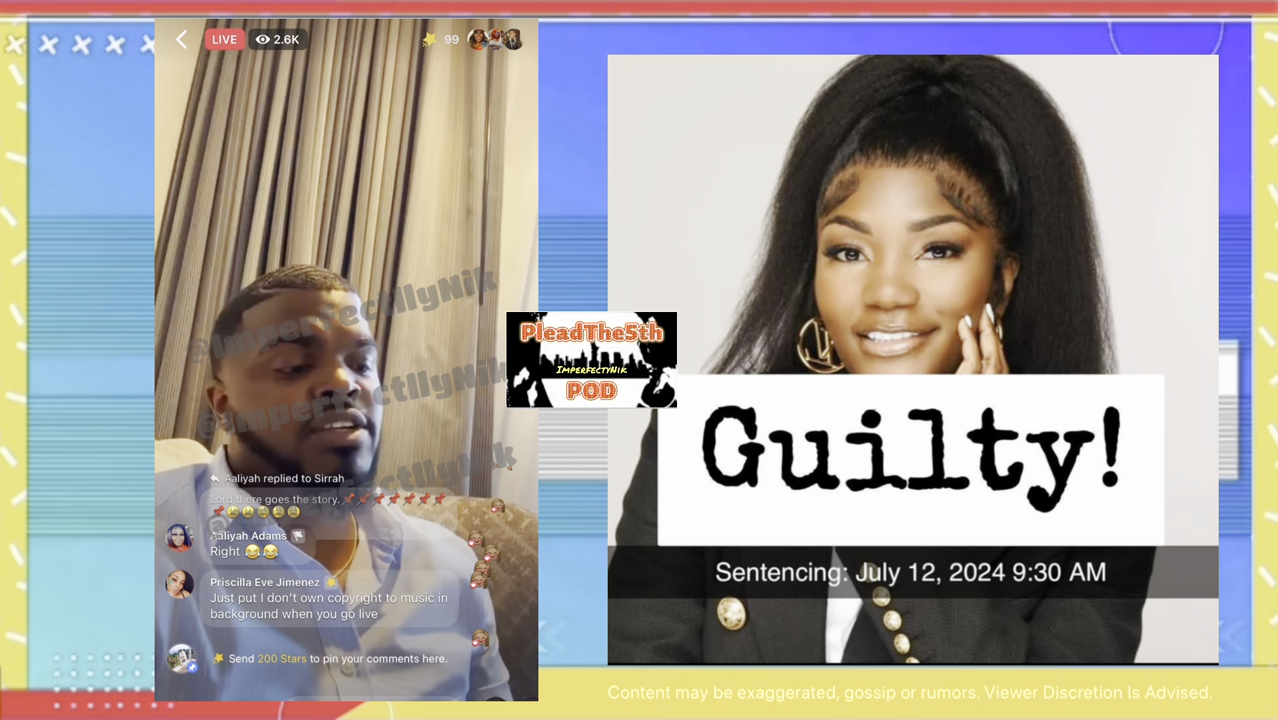 LIVE 2.6K 99
@ImperfectllyNik
@ImperfectllyNik
Aaliyah replied to Sirrah
Lord there goes the story.
Aaliyah Adams
Right 😂😂
Priscilla Eve Jimenez
Just put I don't own copyright to music in
background when you go live
Send 200 Stars to pin your comments here.
PleadThe5th
IMPERFECTYNIK
POD
Guilty!
Sentencing: July 12, 2024 9:30 AM
Content may be exaggerated, gossip or rumors. Viewer Discretion Is Advised.